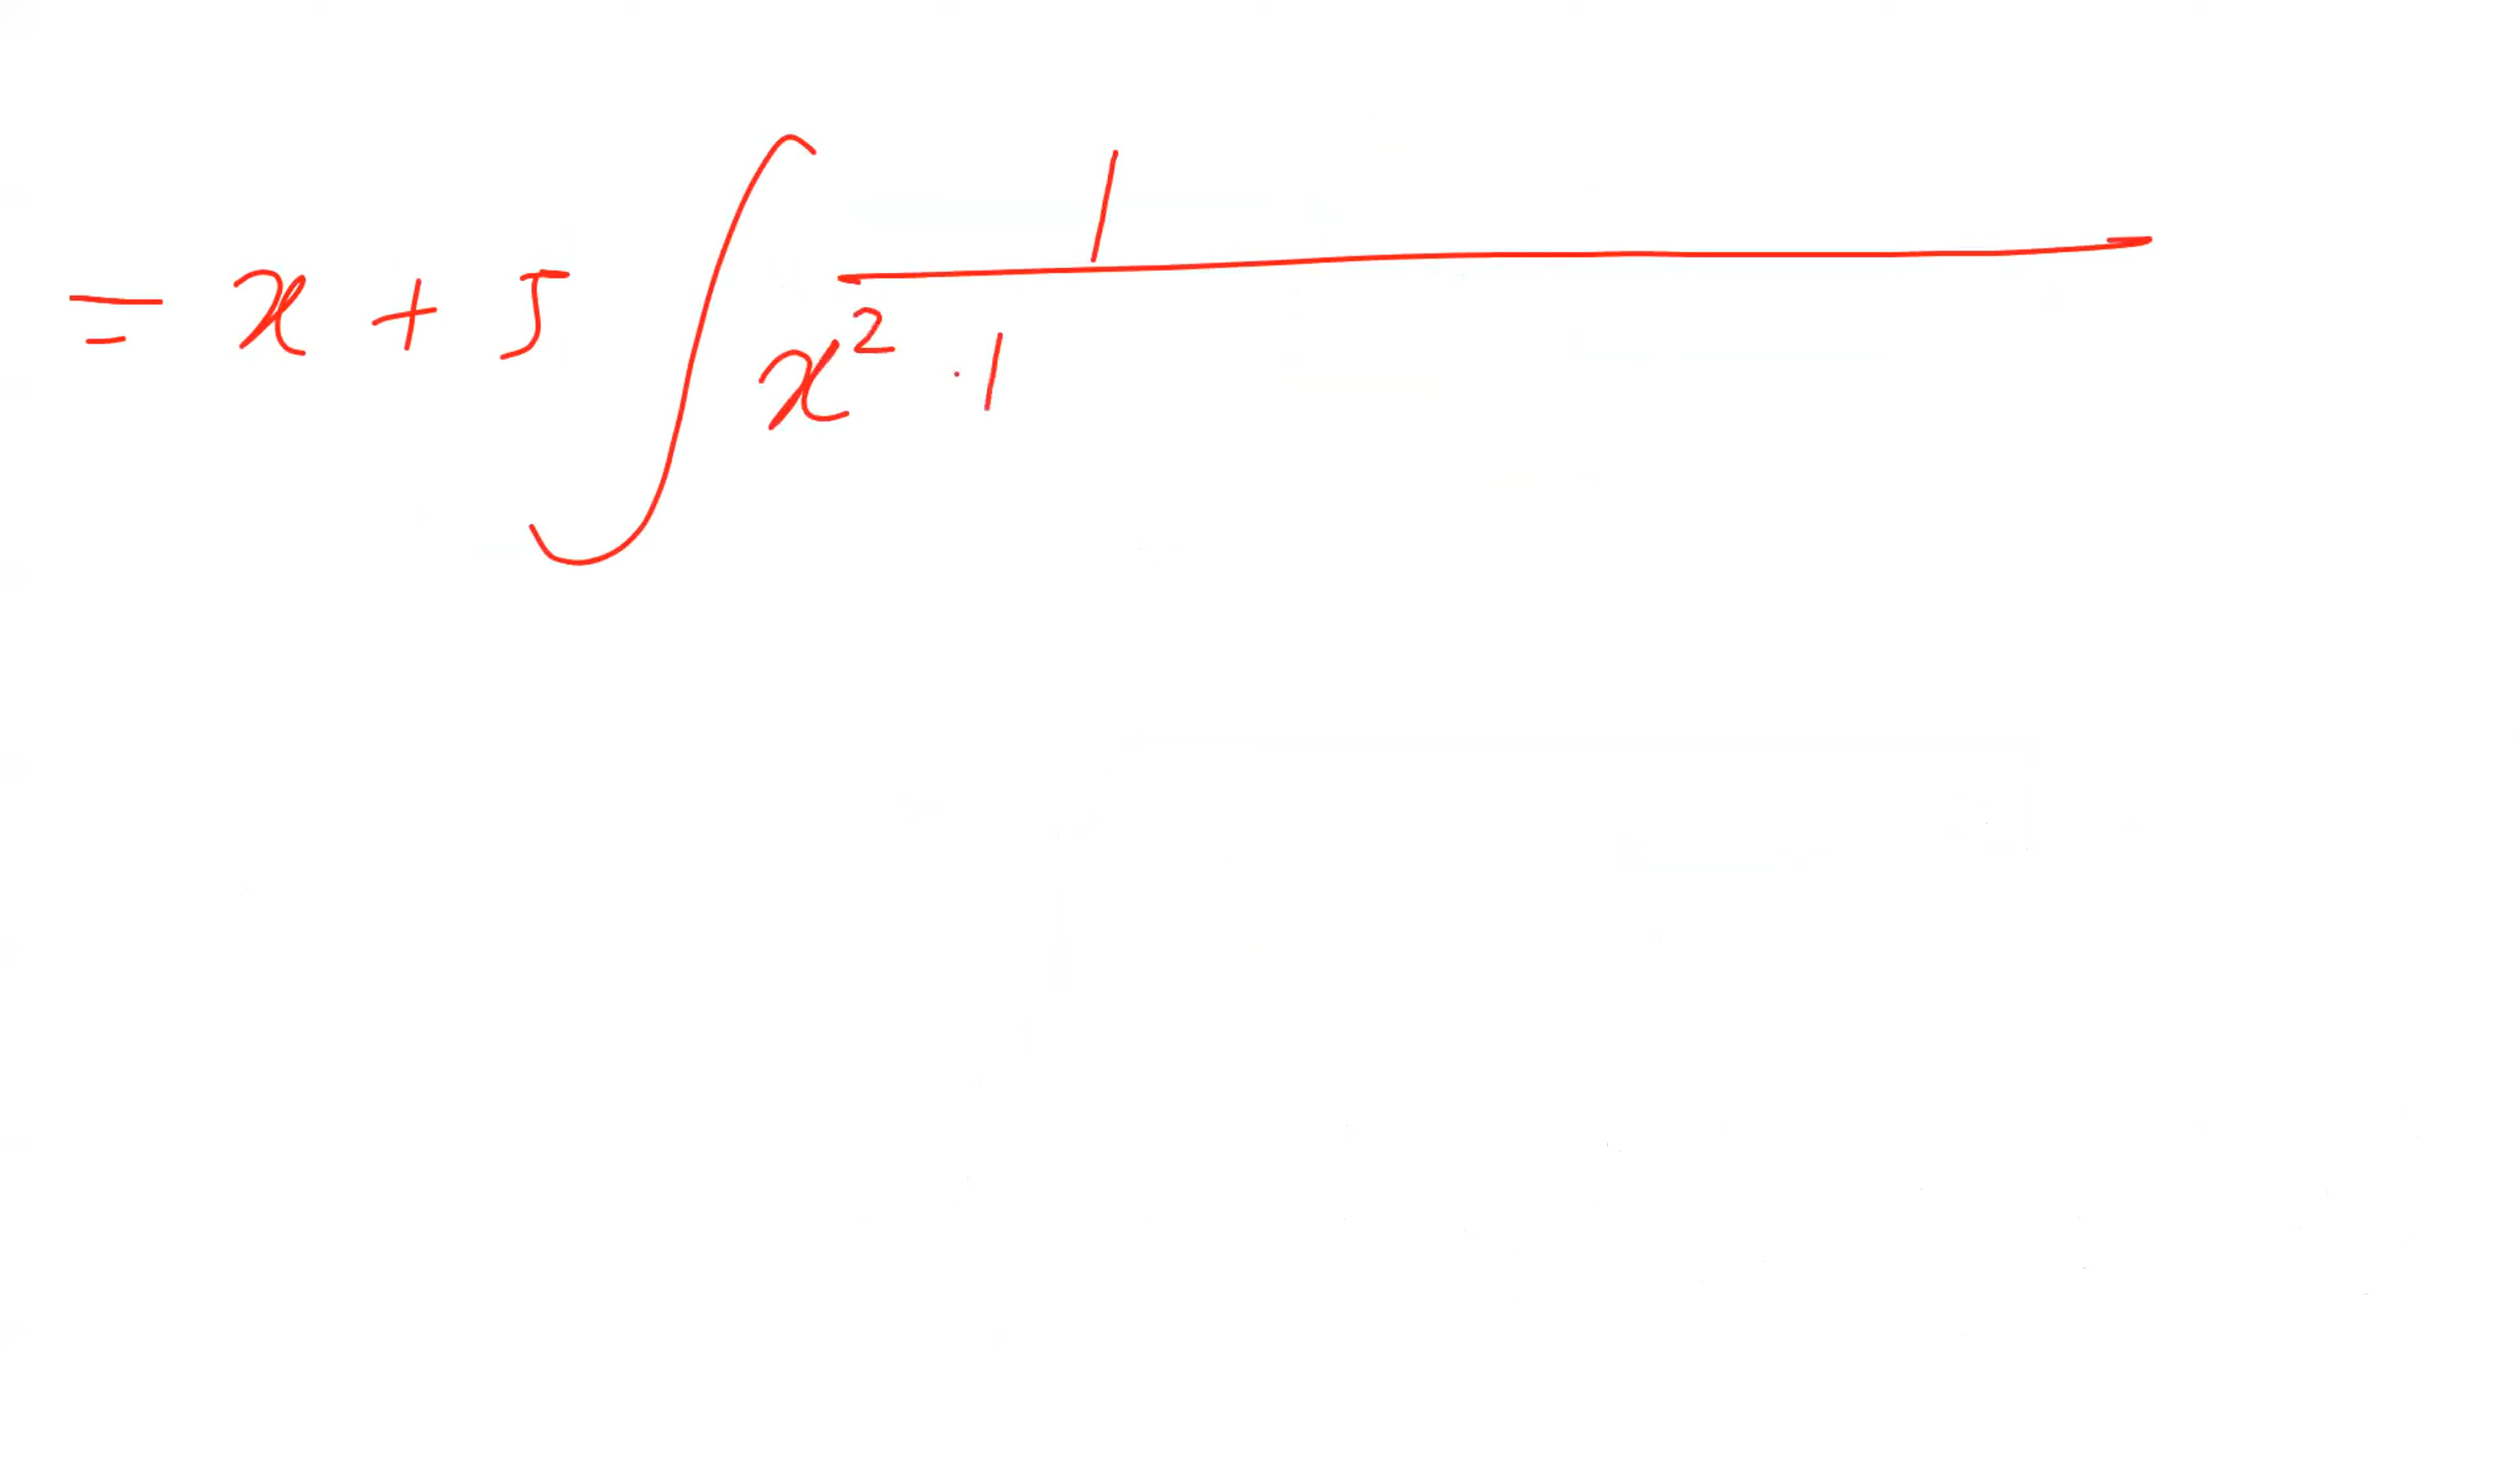 = x + 5 ∫ 1 / x² · 1